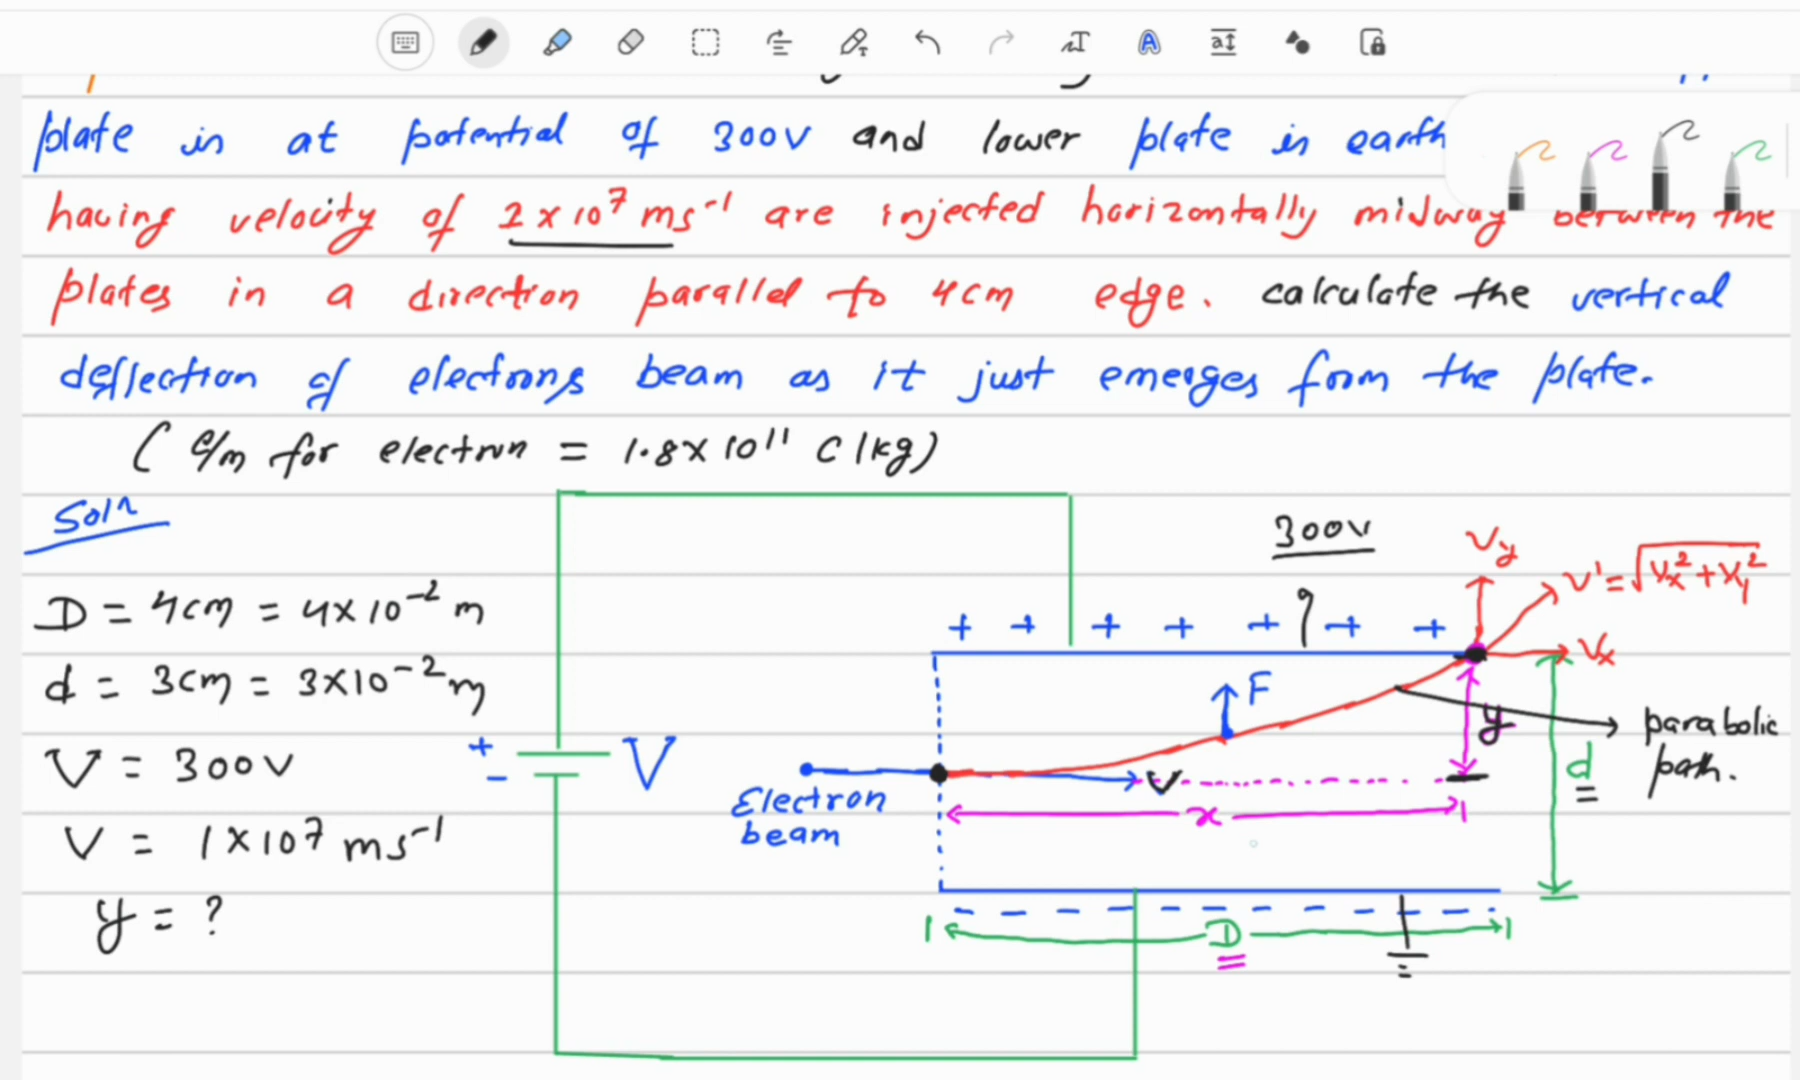 plate is at potential of 300V and lower plate is earth
having velocity of 1 x 10⁷ ms⁻¹ are injected horizontally midway between the
plates in a direction parallel to 4cm edge. calculate the vertical
deflection of electrons beam as it just emerges from the plate.
( e/m for electron = 1.8 x 10¹¹ C/kg)
Solⁿ
300V
Vy
v' = √Vx² + Vy²
D = 4cm = 4 x 10⁻² m
+ + + + + + +
Vx
d = 3cm = 3 x 10⁻² m
F
y
parabolic
path.
V = 300V
+
-
V
V
d
Electron
beam
x
v = 1 x 10⁷ ms⁻¹
y = ?
D